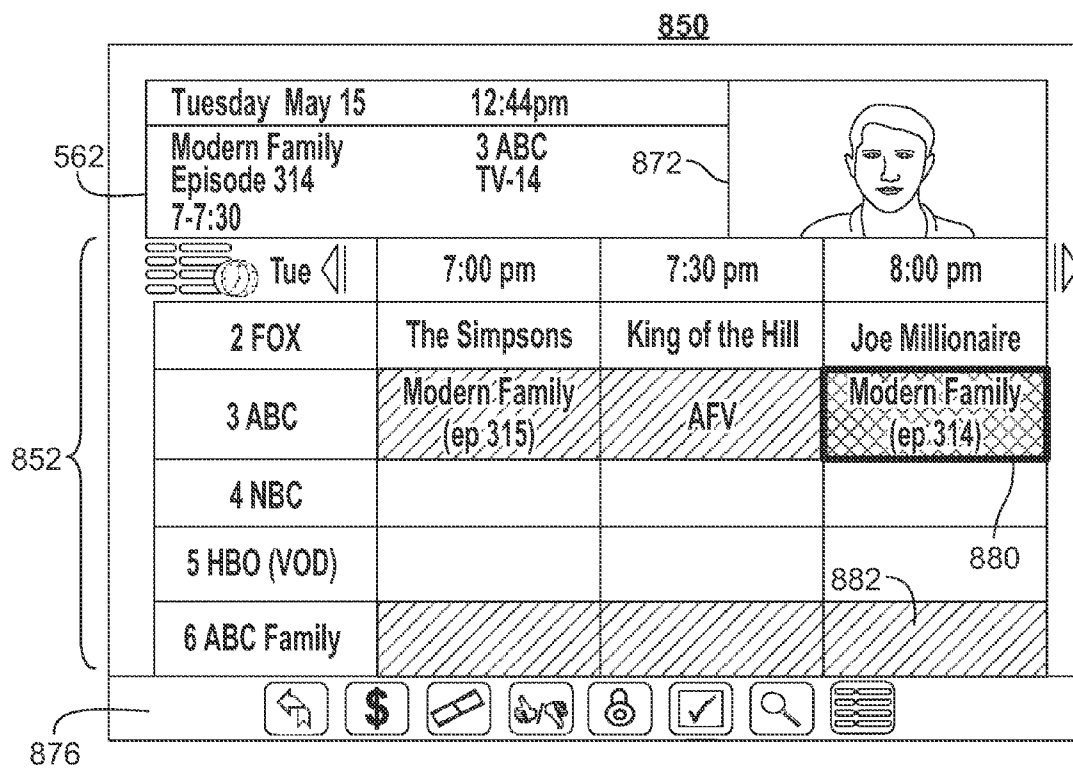 850
Tuesday May 15 12:44pm
Modern Family 3 ABC
Episode 314 TV-14
7-7:30
562
872
Tue 7:00 pm 7:30 pm 8:00 pm
2 FOX The Simpsons King of the Hill Joe Millionaire
3 ABC Modern Family (ep 315) AFV Modern Family (ep 314)
852
4 NBC
880
5 HBO (VOD)
882
6 ABC Family
$
876